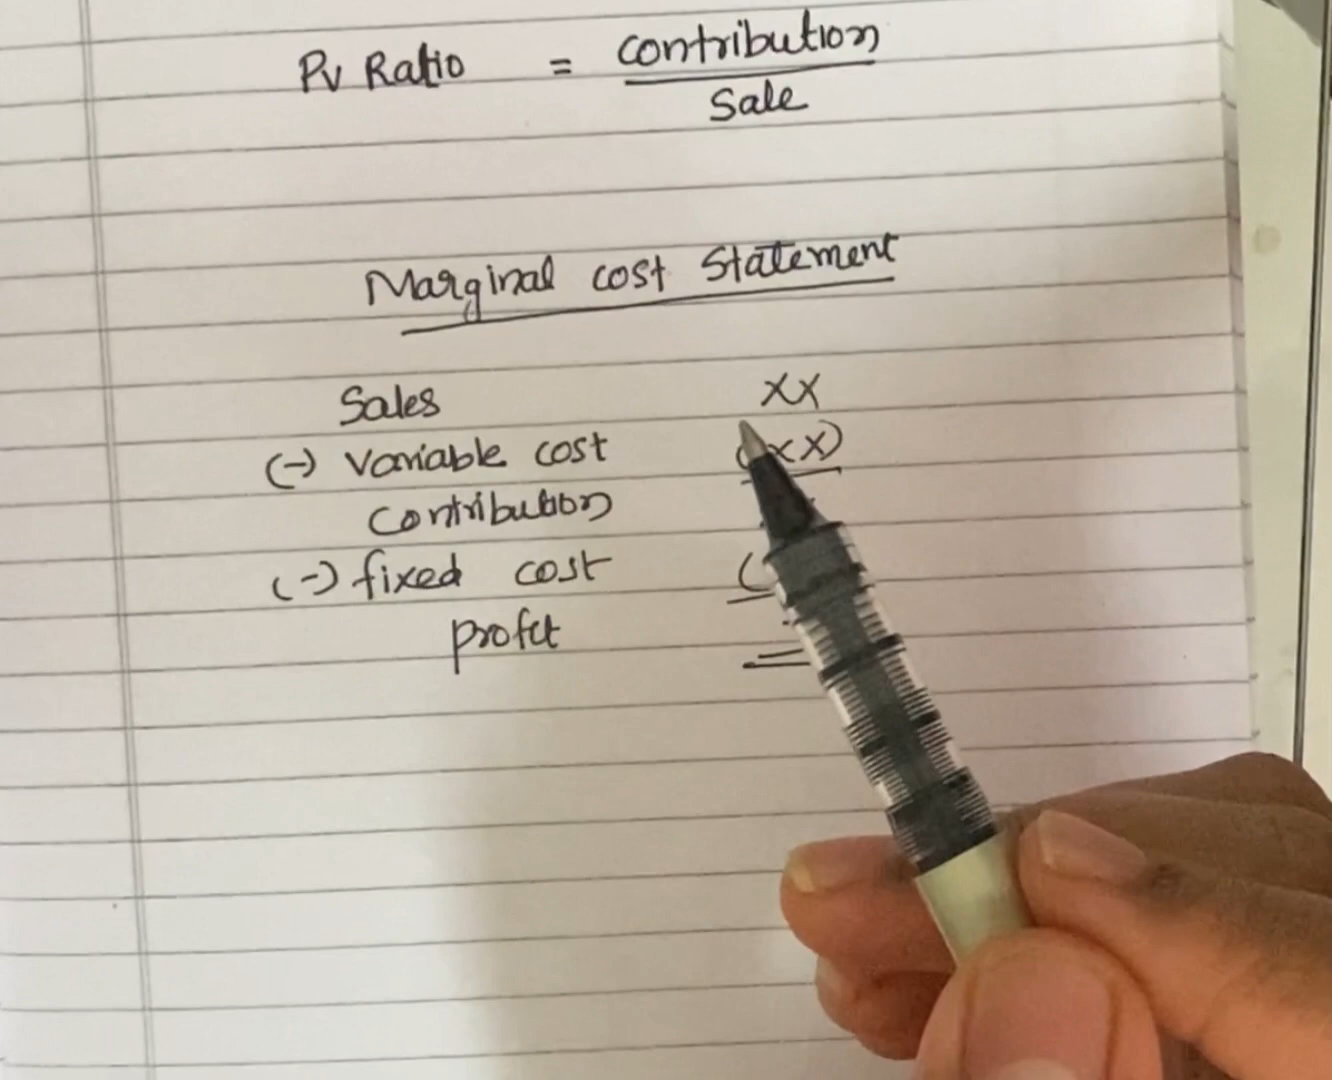 PV Ratio = contribution
Sale
Marginal cost Statement
Sales XX
(-) Variable cost (XX)
contribution
(-) fixed cost (
profit